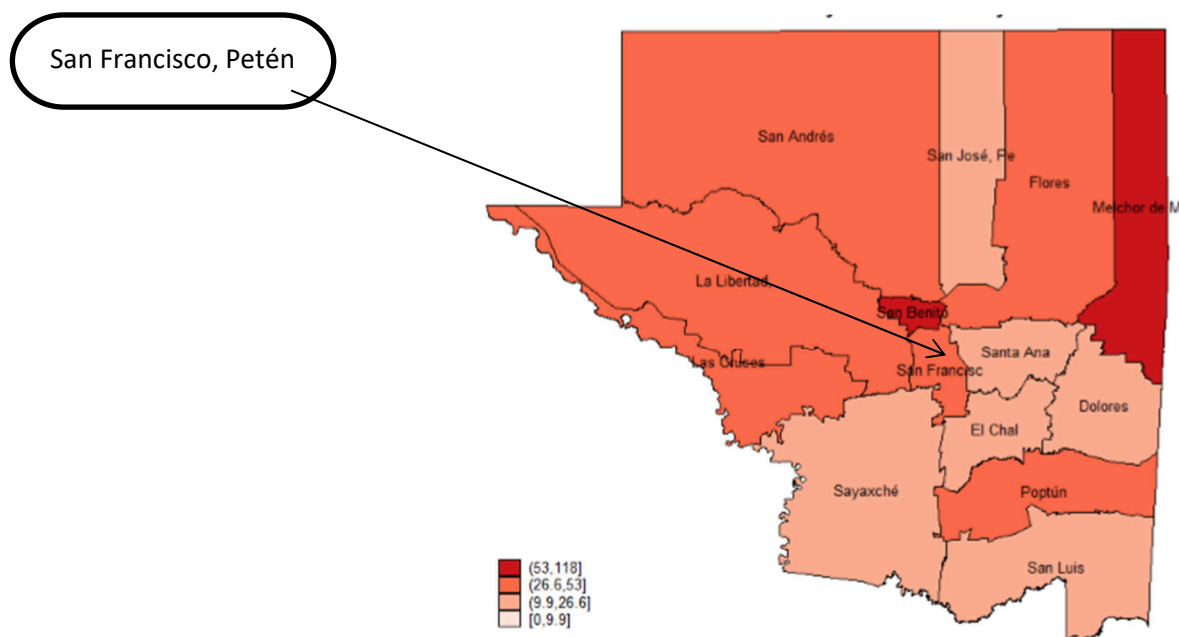 San Francisco, Petén
San Andrés
San José, Pe
Flores
Melchor de M
La Libertad,
San Benito
Las Cruces
San Francisc
Santa Ana
Dolores
El Chal
Sayaxché
Poptún
San Luis
(53,118]
(26.6,53]
(9.9,26.6]
[0,9.9]